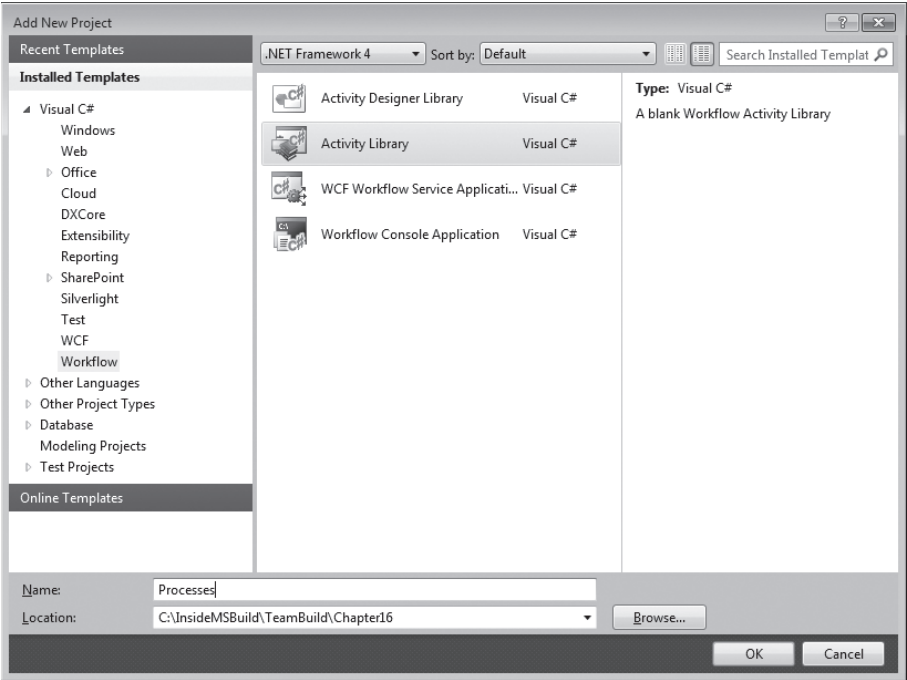 Add New Project
Recent Templates
Installed Templates
Visual C#
Windows
Web
Office
Cloud
DXCore
Extensibility
Reporting
SharePoint
Silverlight
Test
WCF
Workflow
Other Languages
Other Project Types
Database
Modeling Projects
Test Projects
Online Templates
.NET Framework 4
Sort by: Default
Search Installed Templat
Activity Designer Library Visual C#
Activity Library Visual C#
WCF Workflow Service Applicati... Visual C#
Workflow Console Application Visual C#
Type: Visual C#
A blank Workflow Activity Library
Name: Processes
Location: C:\InsideMSBuild\TeamBuild\Chapter16
Browse...
OK Cancel